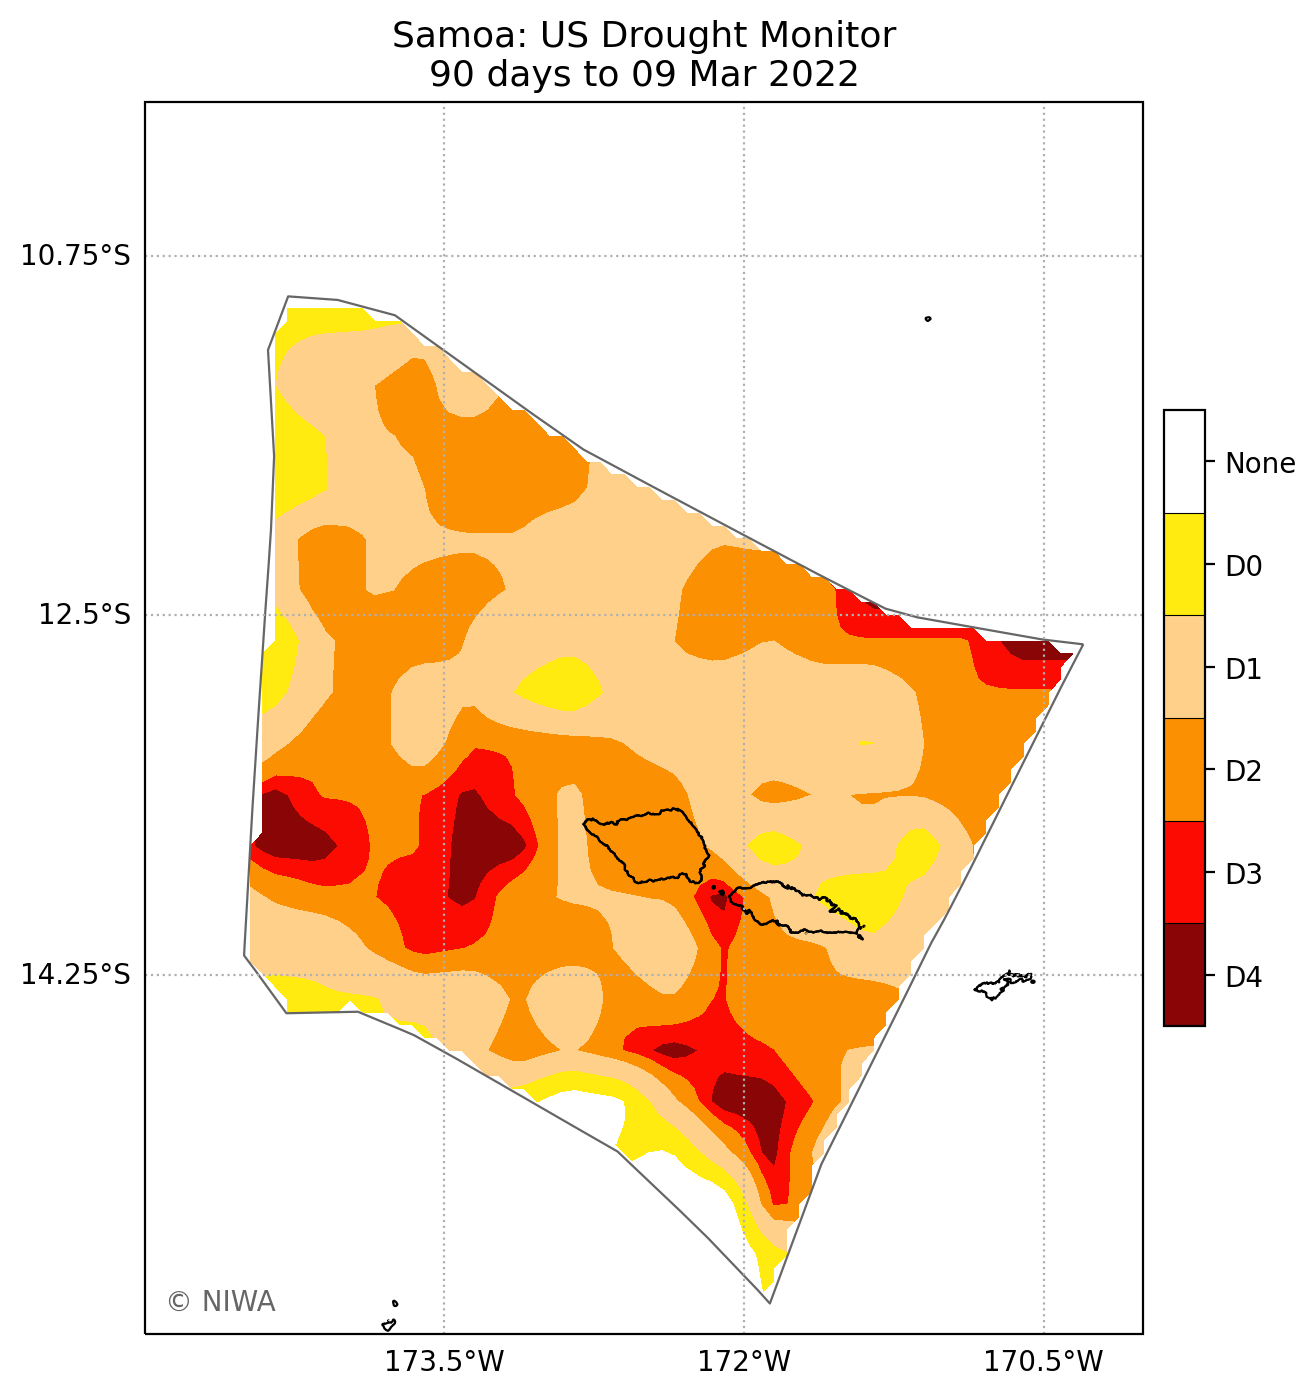 Samoa: US Drought Monitor
90 days to 09 Mar 2022
10.75°S
12.5°S
14.25°S
173.5°W
172°W
170.5°W
None
D0
D1
D2
D3
D4
© NIWA